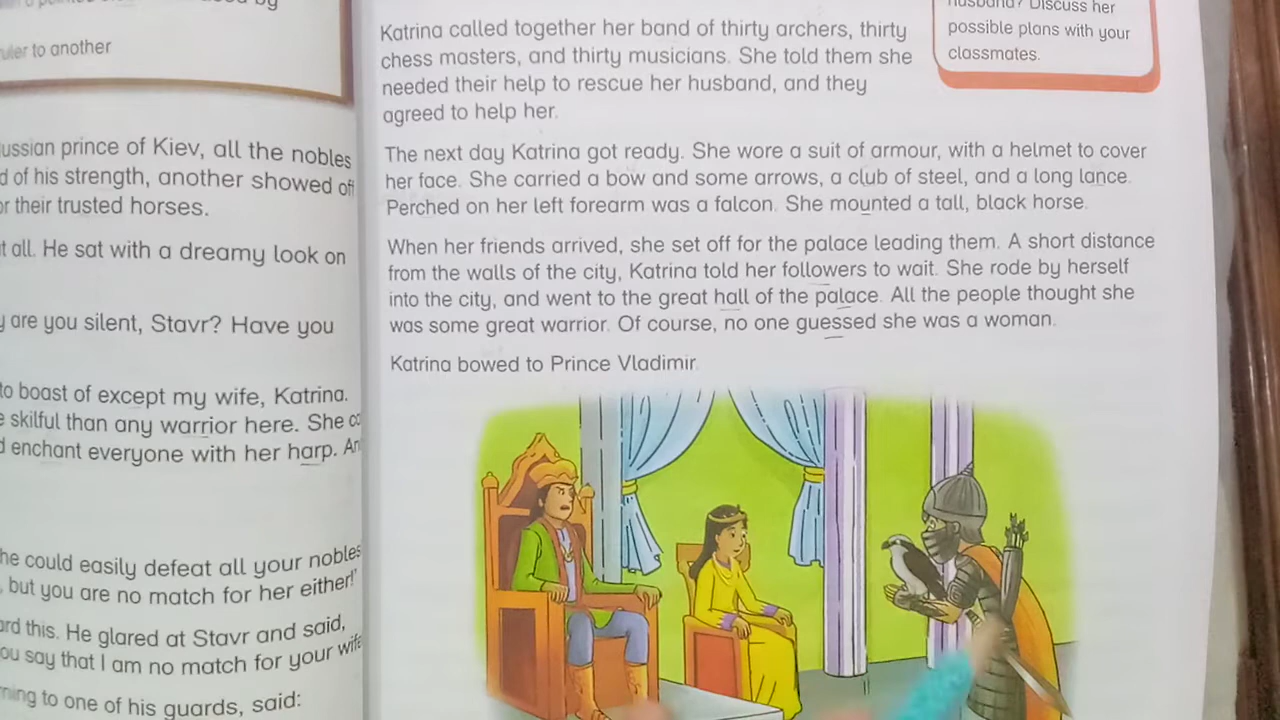 ruler to another
ussian prince of Kiev, all the nobles
d of his strength, another showed off
or their trusted horses.
t all. He sat with a dreamy look on
y are you silent, Stavr? Have you
to boast of except my wife, Katrina.
e skilful than any warrior here. She
d enchant everyone with her harp.
he could easily defeat all your nobles
, but you are no match for her either!'
ard this. He glared at Stavr and said,
ou say that I am no match for your wife
ning to one of his guards, said:
Katrina called together her band of thirty archers, thirty
chess masters, and thirty musicians. She told them she
needed their help to rescue her husband, and they
agreed to help her.
husband? Discuss her
possible plans with your
classmates.
The next day Katrina got ready. She wore a suit of armour, with a helmet to cover
her face. She carried a bow and some arrows, a club of steel, and a long lance.
Perched on her left forearm was a falcon. She mounted a tall, black horse.
When her friends arrived, she set off for the palace leading them. A short distance
from the walls of the city, Katrina told her followers to wait. She rode by herself
into the city, and went to the great hall of the palace. All the people thought she
was some great warrior. Of course, no one guessed she was a woman.
Katrina bowed to Prince Vladimir.